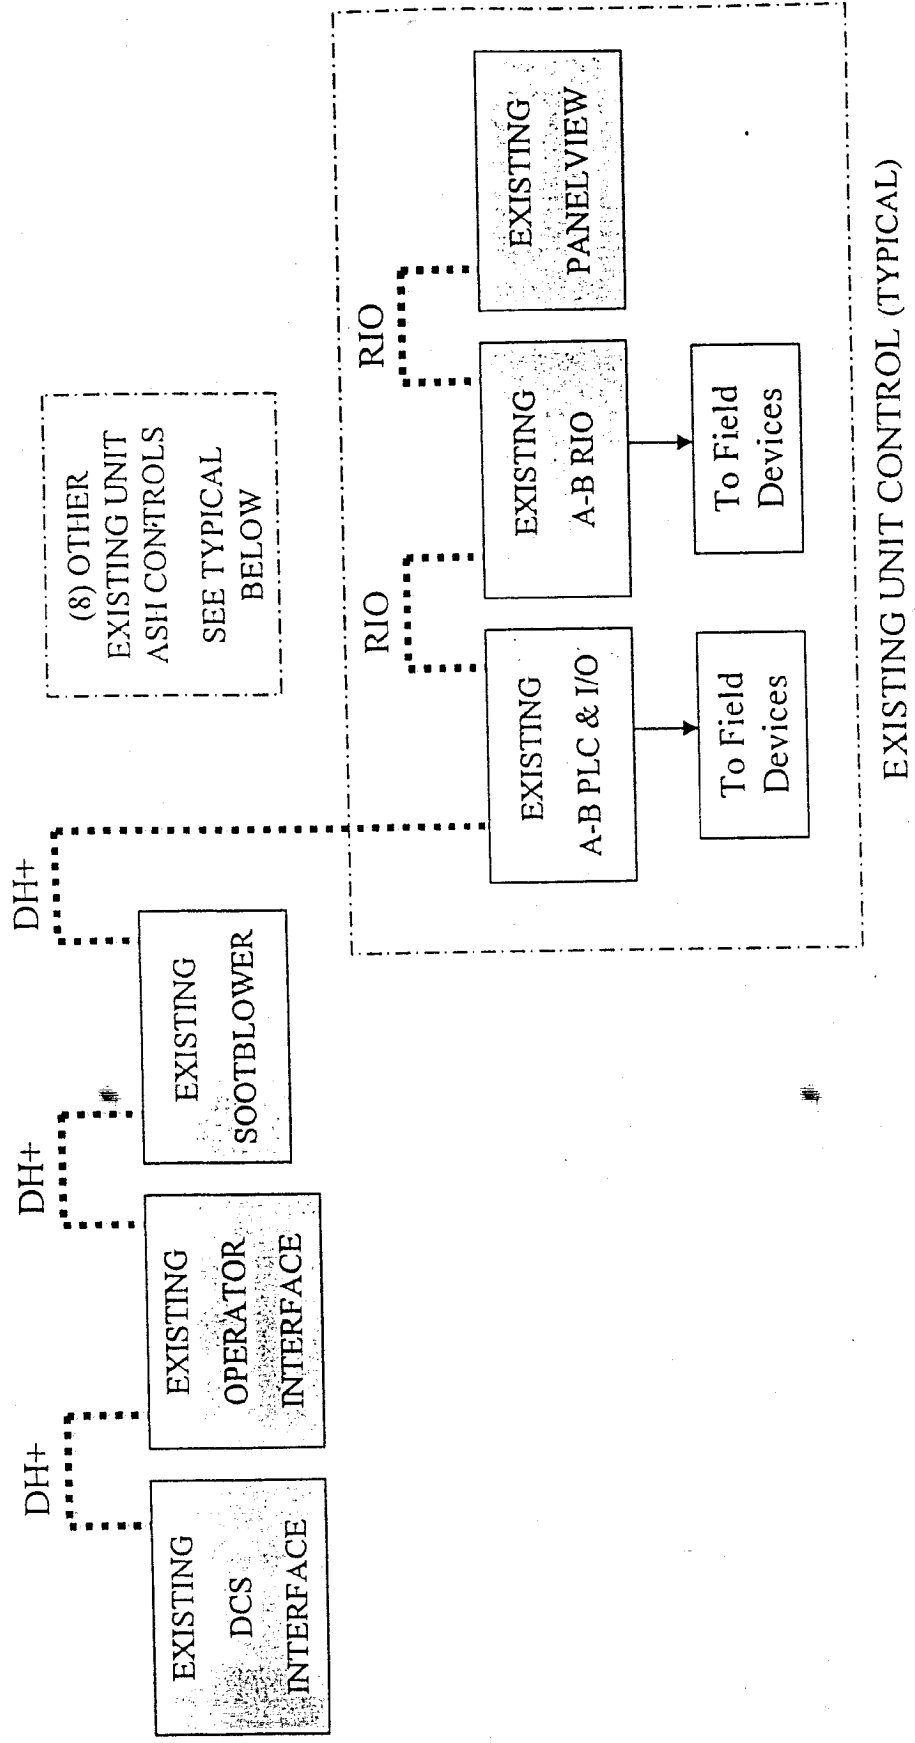 DH+
DH+
DH+
EXISTING
DCS
INTERFACE
EXISTING
OPERATOR
INTERFACE
EXISTING
SOOTBLOWER
(8) OTHER
EXISTING UNIT
ASH CONTROLS
SEE TYPICAL
BELOW
RIO
RIO
EXISTING
A-B PLC & I/O
EXISTING
A-B RIO
EXISTING
PANELVIEW
To Field
Devices
To Field
Devices
EXISTING UNIT CONTROL (TYPICAL)